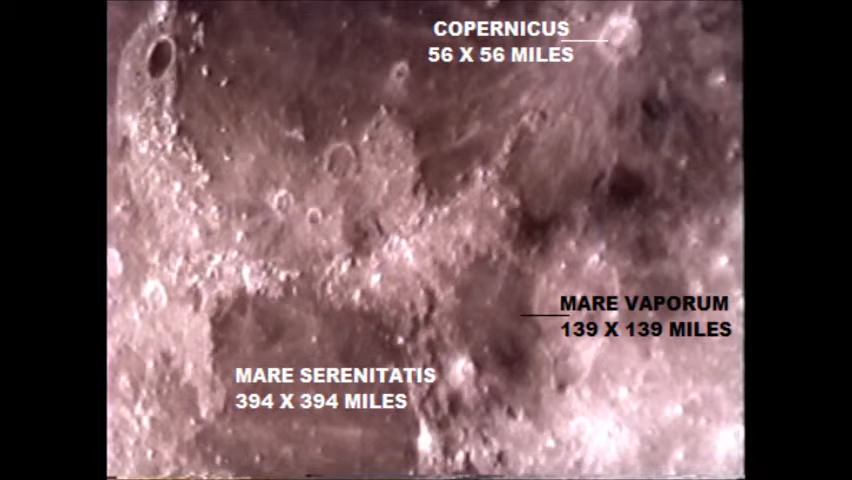 COPERNICUS
56 X 56 MILES
MARE VAPORUM
139 X 139 MILES
MARE SERENITATIS
394 X 394 MILES